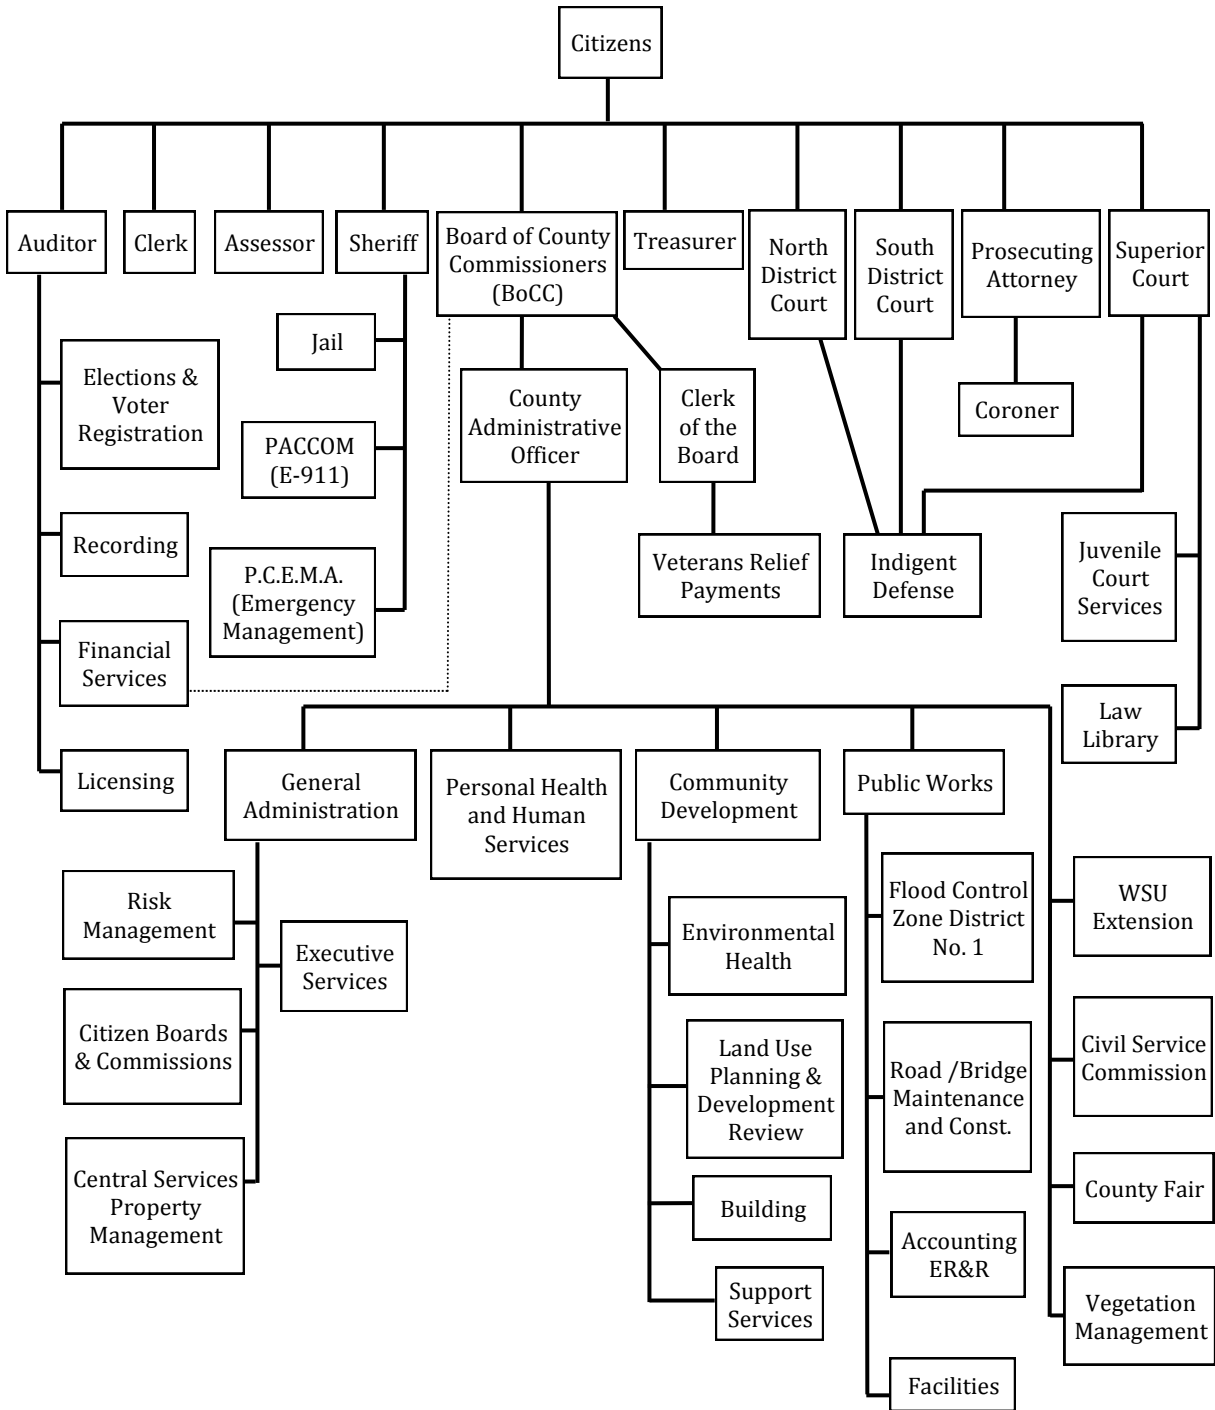 Citizens
Auditor
Clerk
Assessor
Sheriff
Board of County
Commissioners
(BoCC)
Treasurer
North
District
Court
South
District
Court
Prosecuting
Attorney
Superior
Court
Jail
Elections &
Voter
Registration
County
Administrative
Officer
Clerk
of the
Board
Coroner
PACCOM
(E-911)
Recording
P.C.E.M.A.
(Emergency
Management)
Veterans Relief
Payments
Indigent
Defense
Juvenile
Court
Services
Financial
Services
Law
Library
Licensing
General
Administration
Personal Health
and Human
Services
Community
Development
Public Works
Risk
Management
Executive
Services
Citizen Boards
& Commissions
Central Services
Property
Management
Environmental
Health
Land Use
Planning &
Development
Review
Building
Support
Services
Flood Control
Zone District
No. 1
Road /Bridge
Maintenance
and Const.
Accounting
ER&R
Facilities
WSU
Extension
Civil Service
Commission
County Fair
Vegetation
Management